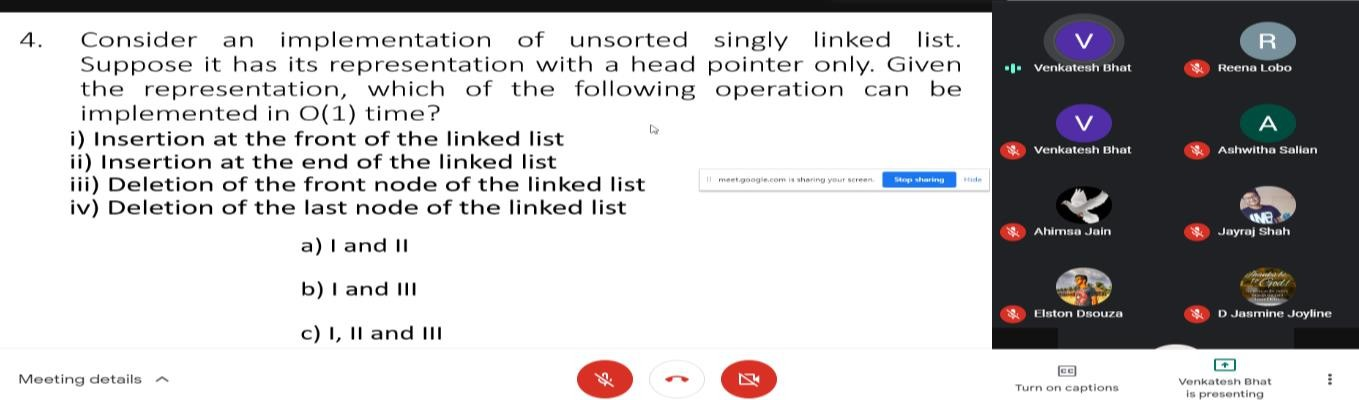 4. Consider an implementation of unsorted singly linked list.
Suppose it has its representation with a head pointer only. Given
the representation, which of the following operation can be
implemented in O(1) time?
i) Insertion at the front of the linked list
ii) Insertion at the end of the linked list
iii) Deletion of the front node of the linked list
iv) Deletion of the last node of the linked list
a) I and II
b) I and III
c) I, II and III
meet.google.com is sharing your screen. Stop sharing Hide
V
Venkatesh Bhat
R
Reena Lobo
V
Venkatesh Bhat
A
Ashwitha Salian
Ahimsa Jain
Jayraj Shah
Elston Dsouza
D Jasmine Joyline
Meeting details
CC
Turn on captions
Venkatesh Bhat
is presenting